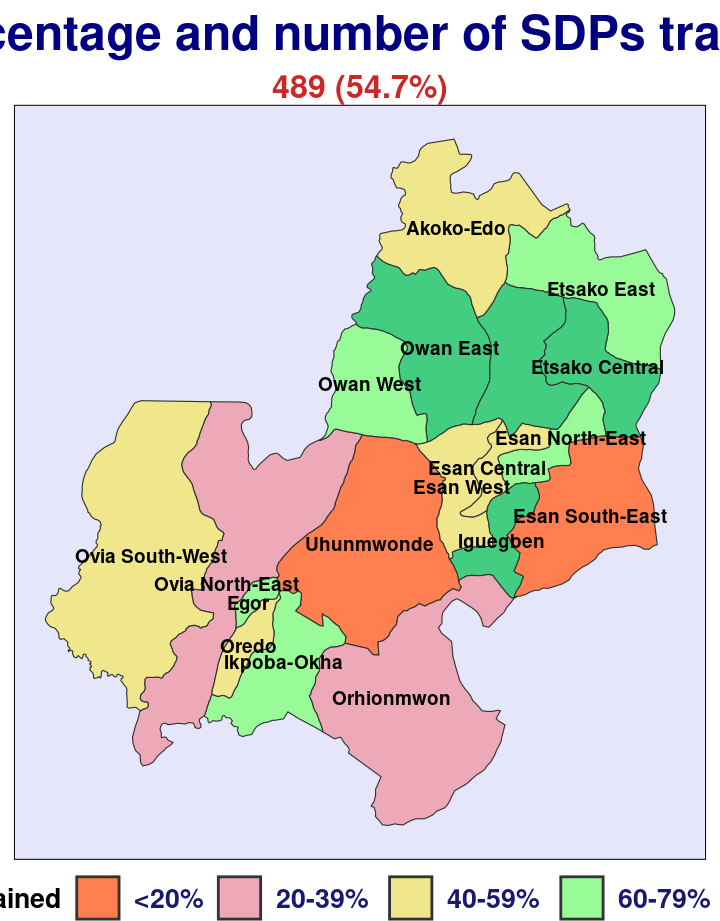 centage and number of SDPs tra
489 (54.7%)
Akoko-Edo
Etsako East
Owan East
Etsako Central
Owan West
Esan North-East
Esan Central
Esan West
Esan South-East
Iguegben
Uhunmwonde
Ovia South-West
Ovia North-East
Egor
Oredo
Ikpoba-Okha
Orhionmwon
ained <20% 20-39% 40-59% 60-79%